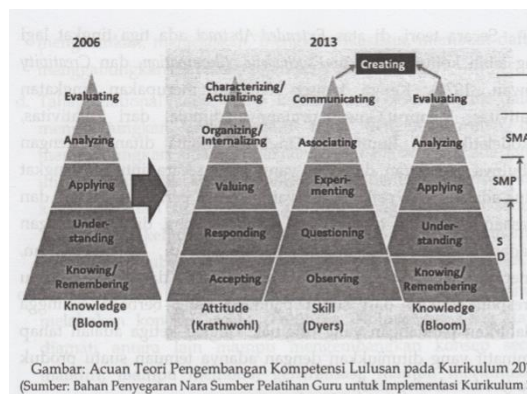 2006
2013
Creating
Evaluating
Analyzing
Applying
Under-
standing
Knowing/
Remembering
Knowledge
(Bloom)
Characterizing/
Actualizing
Organizing/
Internalizing
Valuing
Responding
Accepting
Attitude
(Krathwohl)
Communicating
Associating
Experi-
menting
Questioning
Observing
Skill
(Dyers)
Evaluating
Analyzing
Applying
Under-
standing
Knowing/
Remembering
Knowledge
(Bloom)
SMA
SMP
S
D
Gambar: Acuan Teori Pengembangan Kompetensi Lulusan pada Kurikulum 20
(Sumber: Bahan Penyegaran Nara Sumber Pelatihan Guru untuk Implementasi Kurikulum